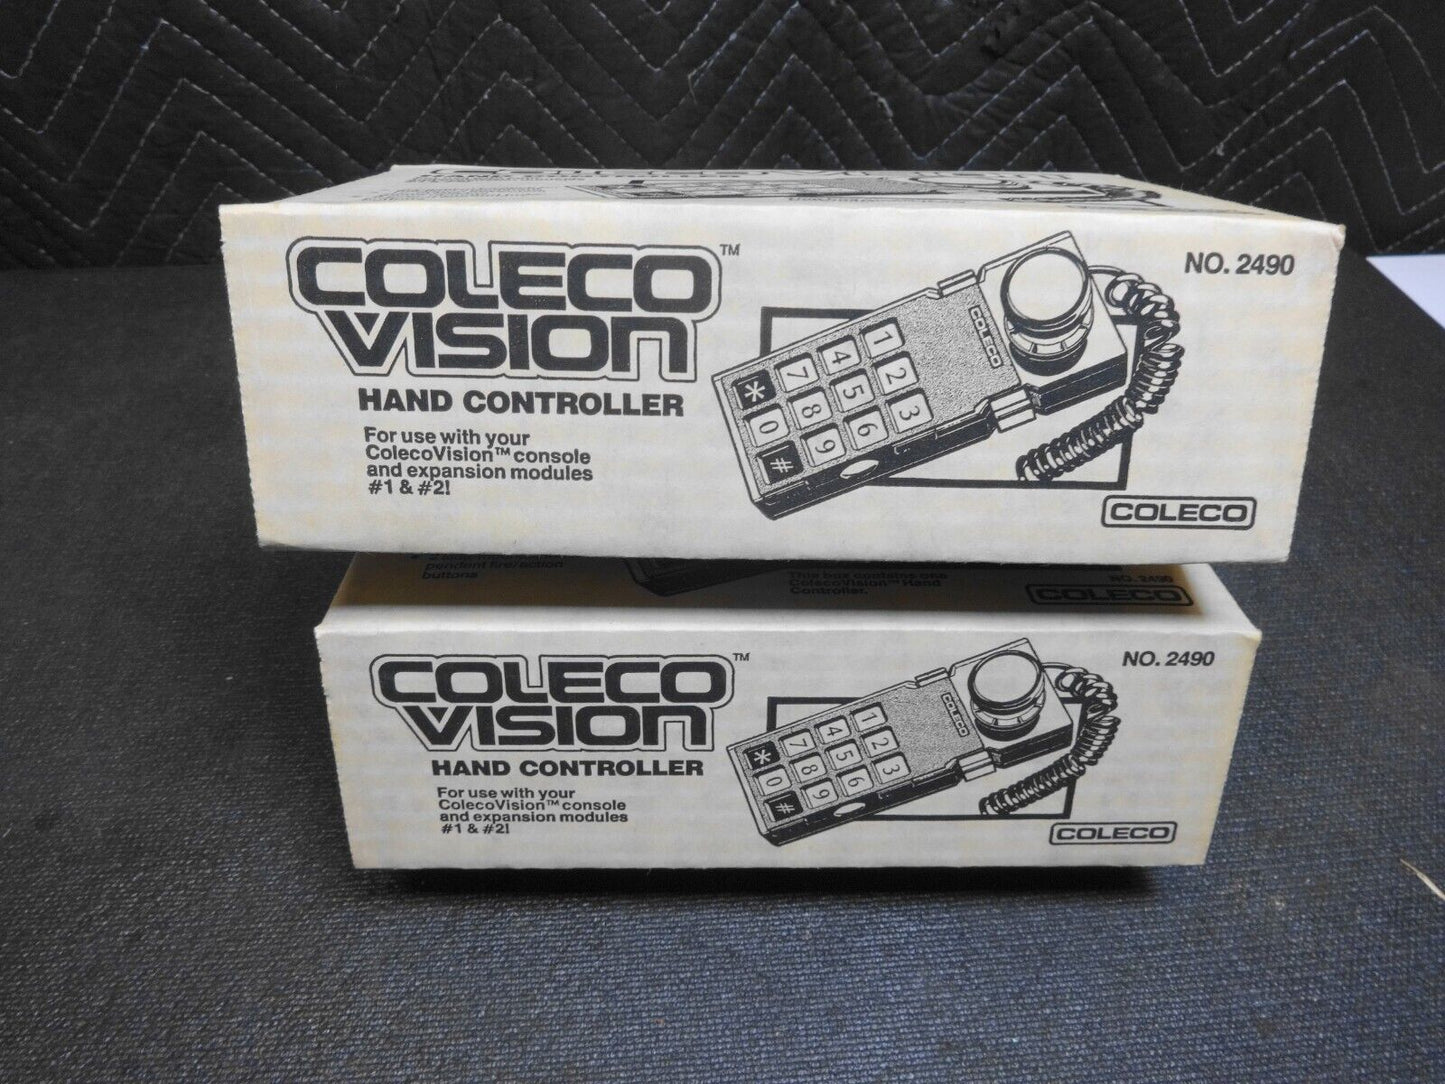 COLECO
VISION™
HAND CONTROLLER
For use with your
ColecoVision™ console
and expansion modules
#1 & #2!
NO. 2490
COLECO
1 2 3
4 5 6
7 8 9
* 0 #
COLECO
pendent fire/action
buttons
This box contains one
ColecoVision™ Hand
Controller.
NO. 2490
COLECO
COLECO
VISION™
HAND CONTROLLER
For use with your
ColecoVision™ console
and expansion modules
#1 & #2!
NO. 2490
COLECO
1 2 3
4 5 6
7 8 9
* 0 #
COLECO